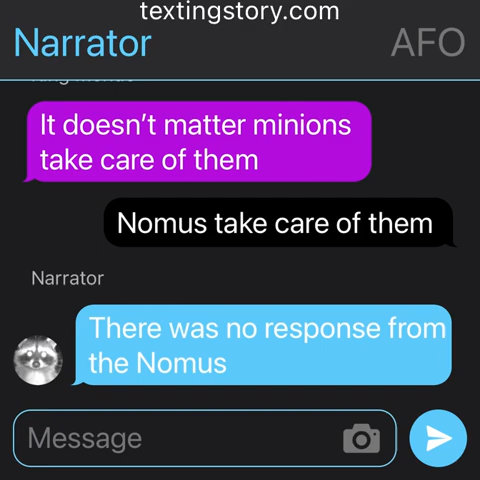 textingstory.com
Narrator
AFO
It doesn't matter minions
take care of them
Nomus take care of them
Narrator
There was no response from
the Nomus
Message